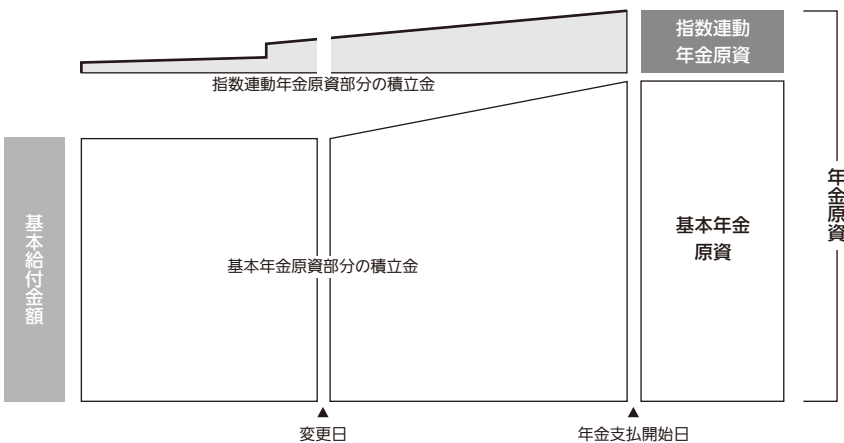 指数連動
年金原資
指数連動年金原資部分の積立金
年金原資
基本給付金額
基本年金
原資
基本年金原資部分の積立金
変更日
年金支払開始日